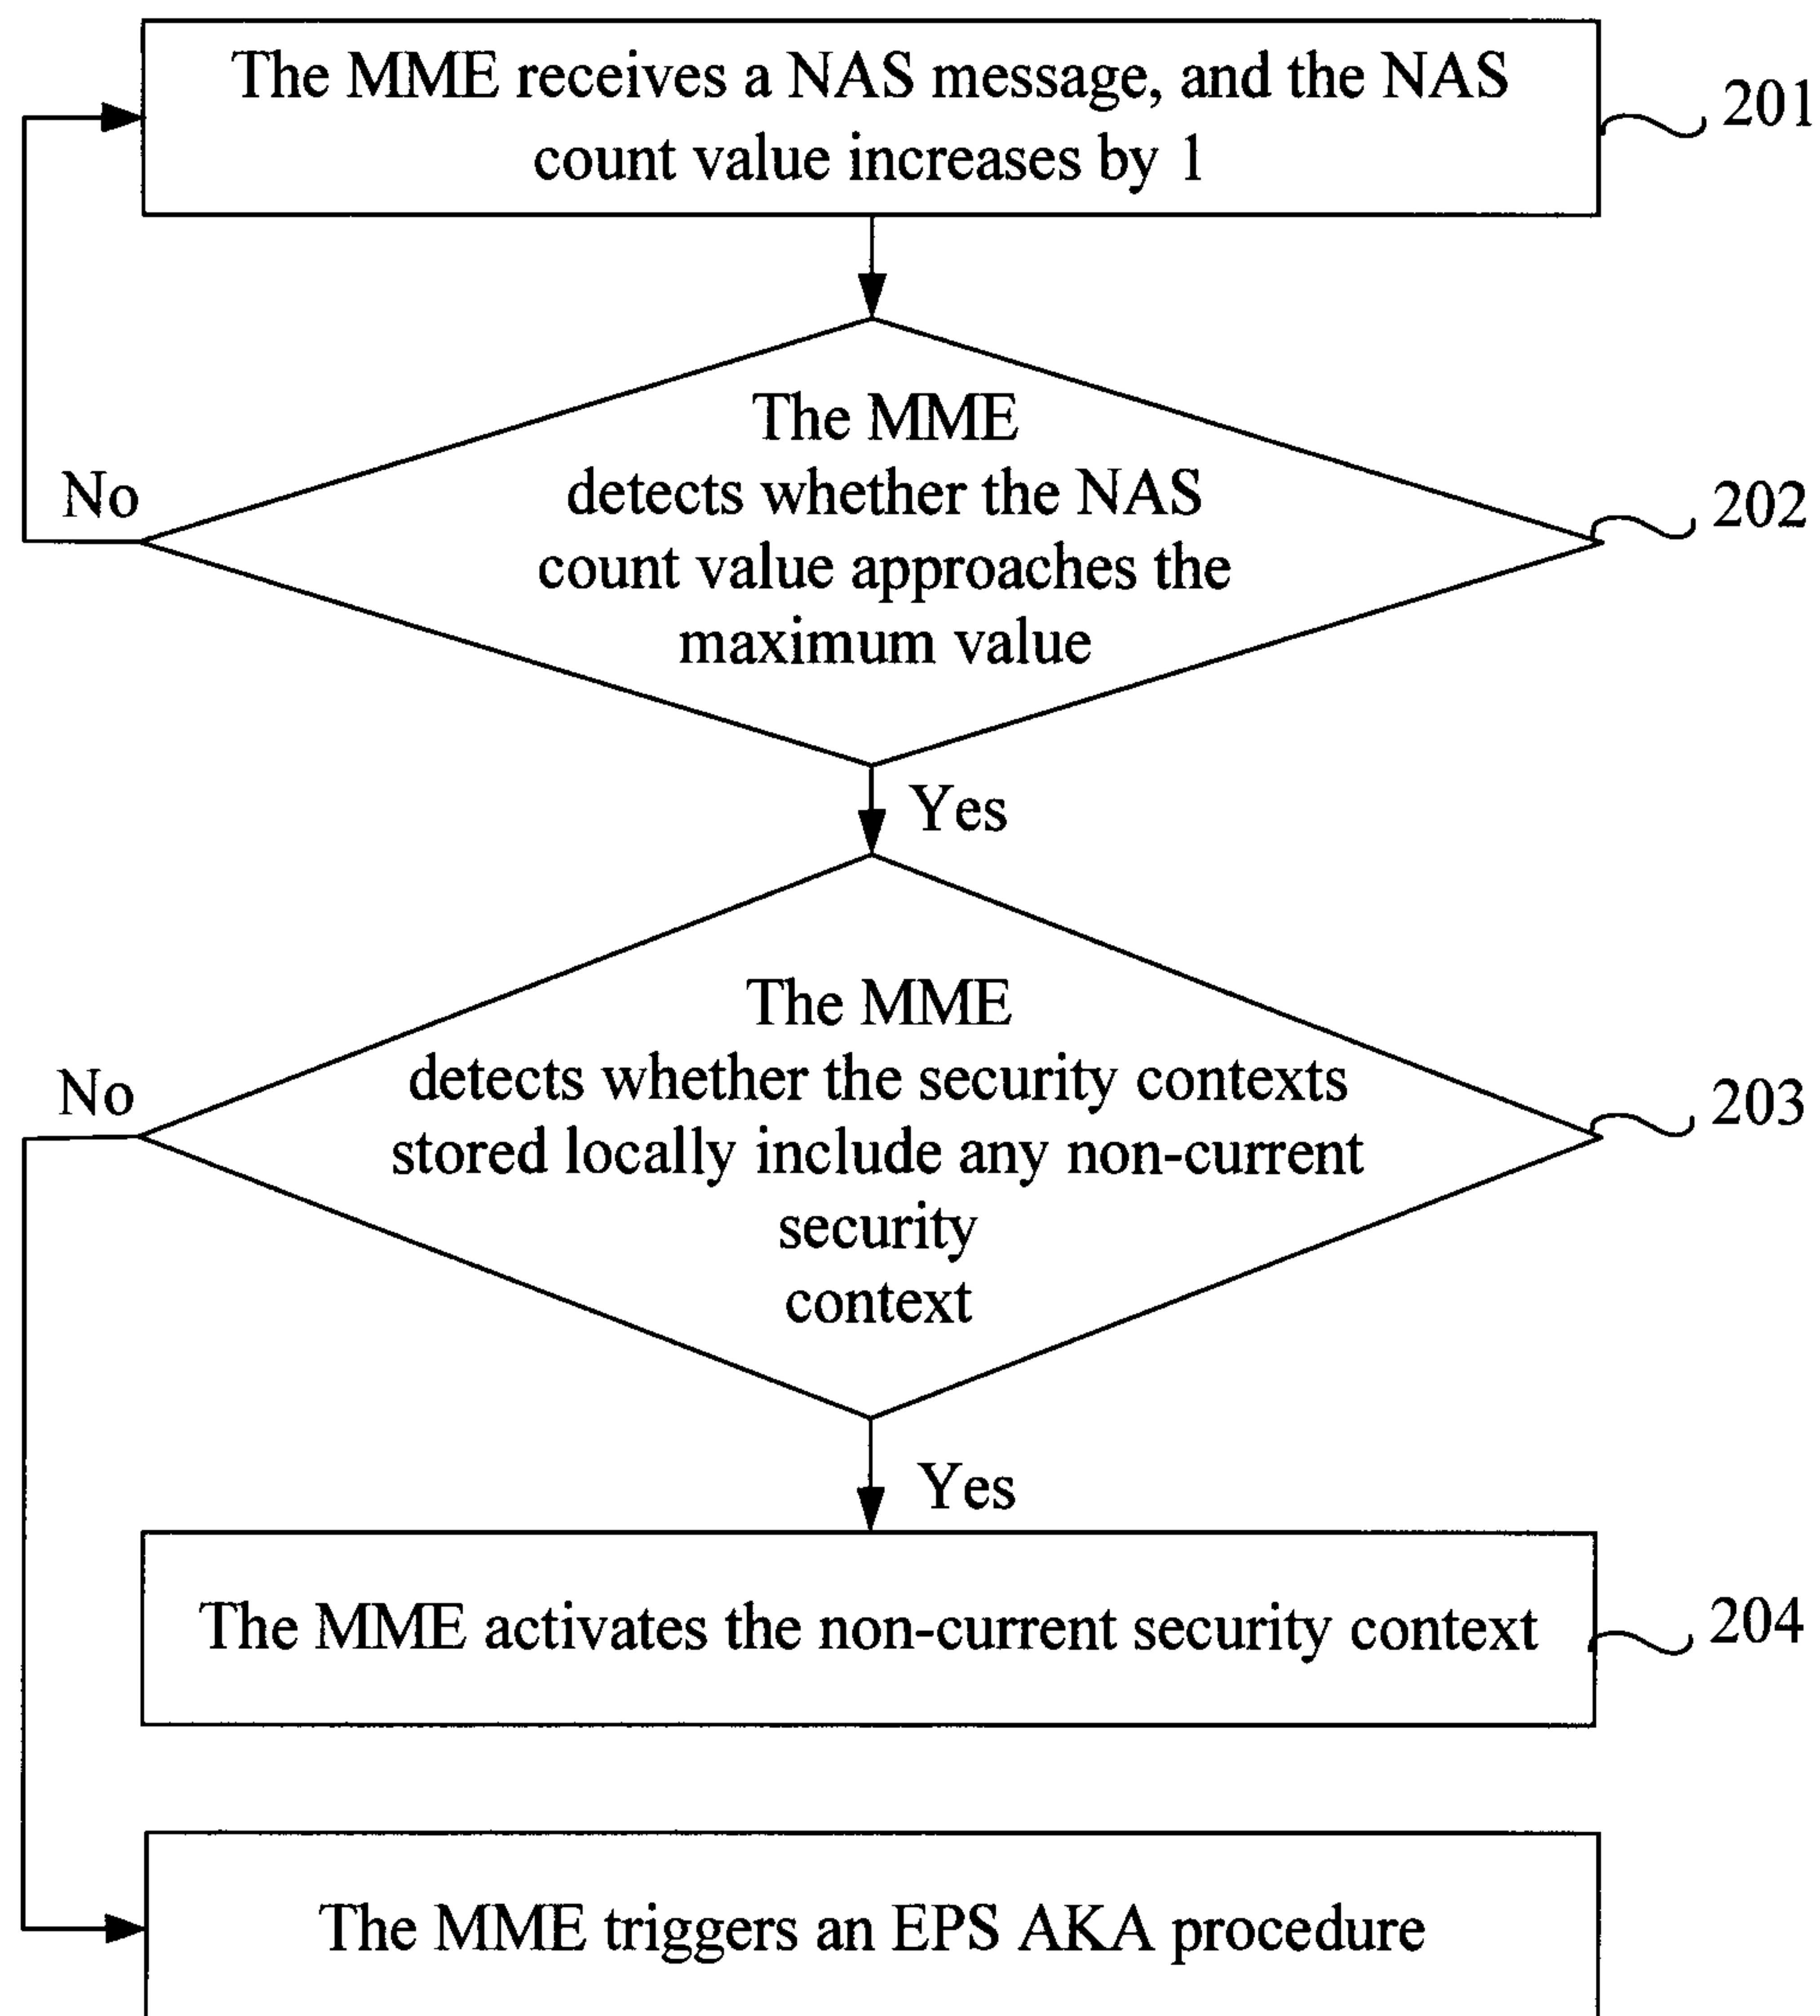 The MME receives a NAS message, and the NAS
count value increases by 1
201
The MME
detects whether the NAS
count value approaches the
maximum value
202
No
Yes
The MME
detects whether the security contexts
stored locally include any non-current
security
context
203
No
Yes
The MME activates the non-current security context
204
The MME triggers an EPS AKA procedure